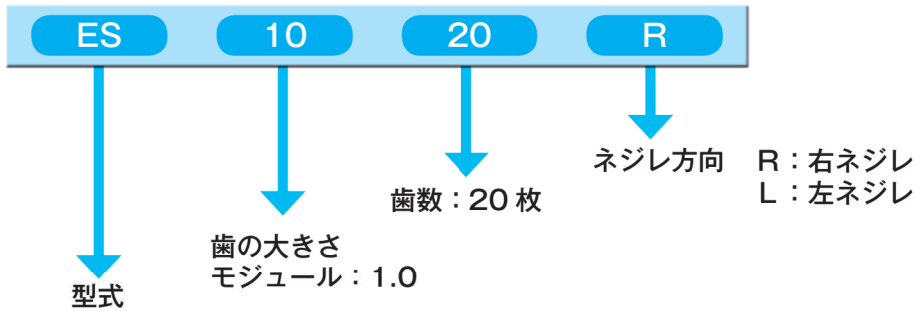 ES 10 20 R
ネジレ方向 R：右ネジレ
L：左ネジレ
歯数：20 枚
歯の大きさ
モジュール：1.0
型式